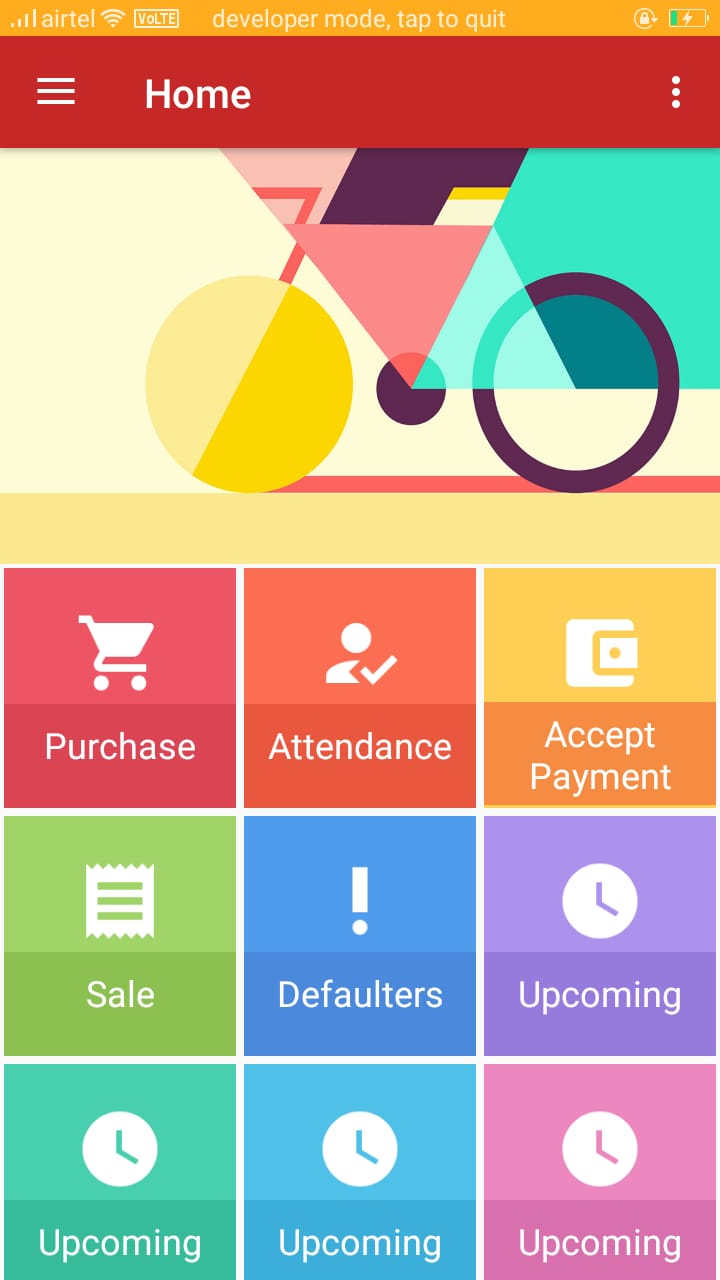 airtel VoLTE developer mode, tap to quit
Home
Purchase
Attendance
Accept
Payment
Sale
Defaulters
Upcoming
Upcoming
Upcoming
Upcoming